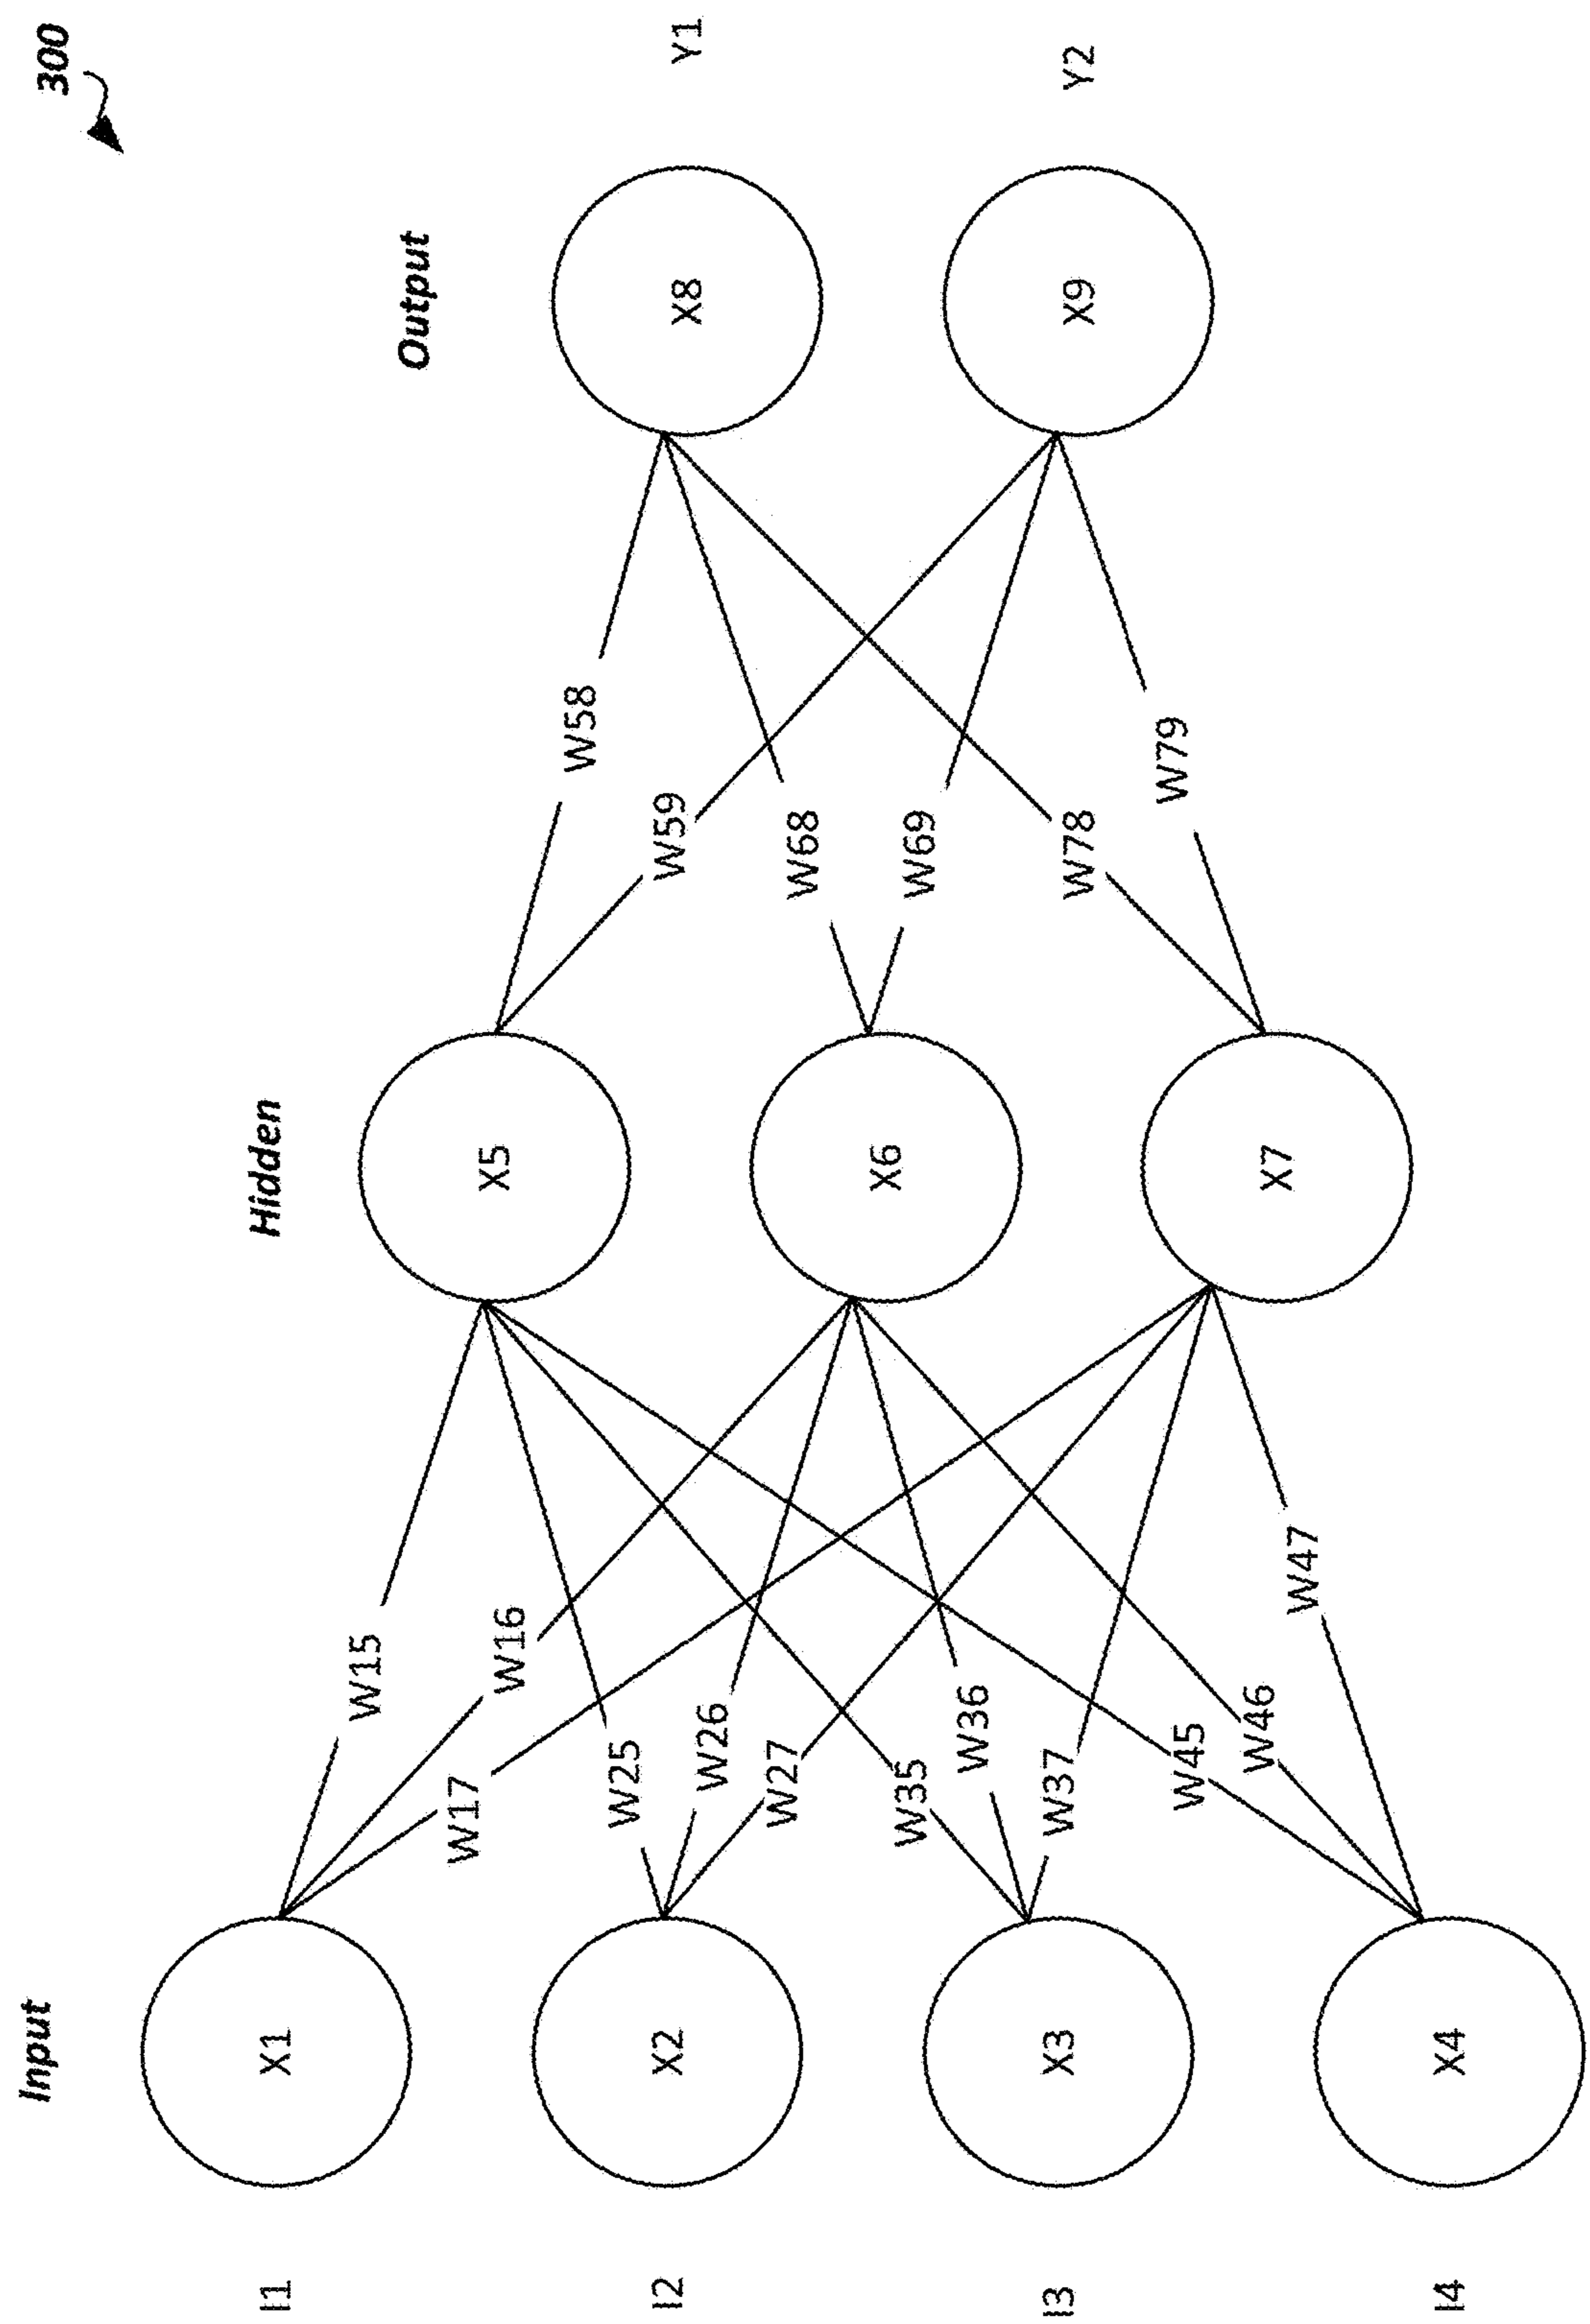 300
Input
Hidden
Output
I1
X1
W15
W16
W17
X5
W58
W59
X8
Y1
I2
X2
W25
W26
W27
X6
W68
W69
X9
Y2
I3
X3
W35
W36
W37
X7
W78
W79
I4
X4
W45
W46
W47